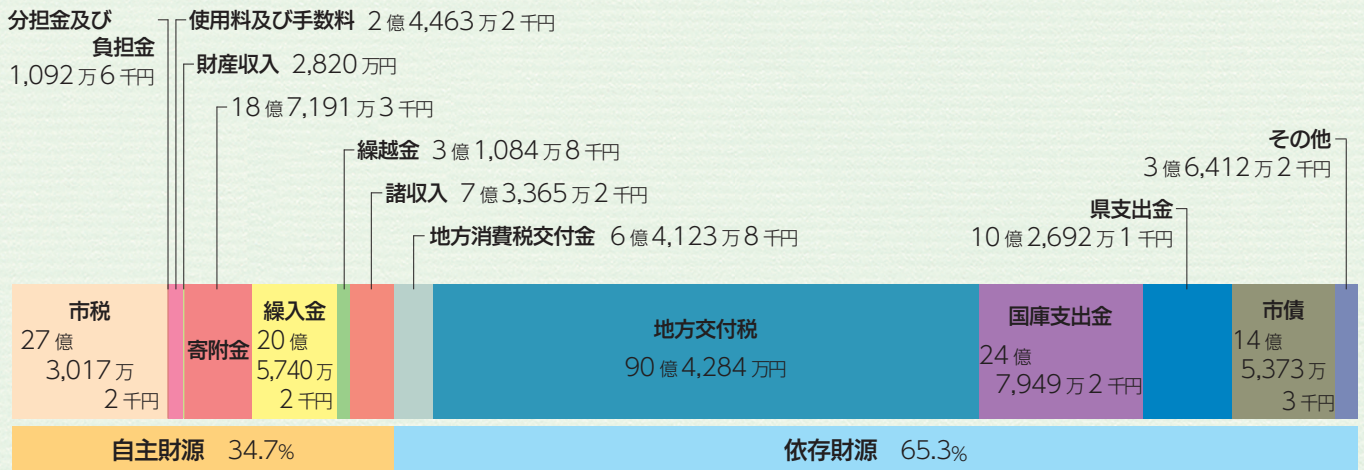 分担金及び
負担金
1,092万6千円
使用料及び手数料 2億4,463万2千円
財産収入 2,820万円
18億7,191万3千円
繰越金 3億1,084万8千円
諸収入 7億3,365万2千円
地方消費税交付金 6億4,123万8千円
その他
3億6,412万2千円
県支出金
10億2,692万1千円
市税
27億
3,017万
2千円
寄附金
繰入金
20億
5,740万
2千円
地方交付税
90億4,284万円
国庫支出金
24億
7,949万2千円
市債
14億
5,373万
3千円
自主財源 34.7%
依存財源 65.3%